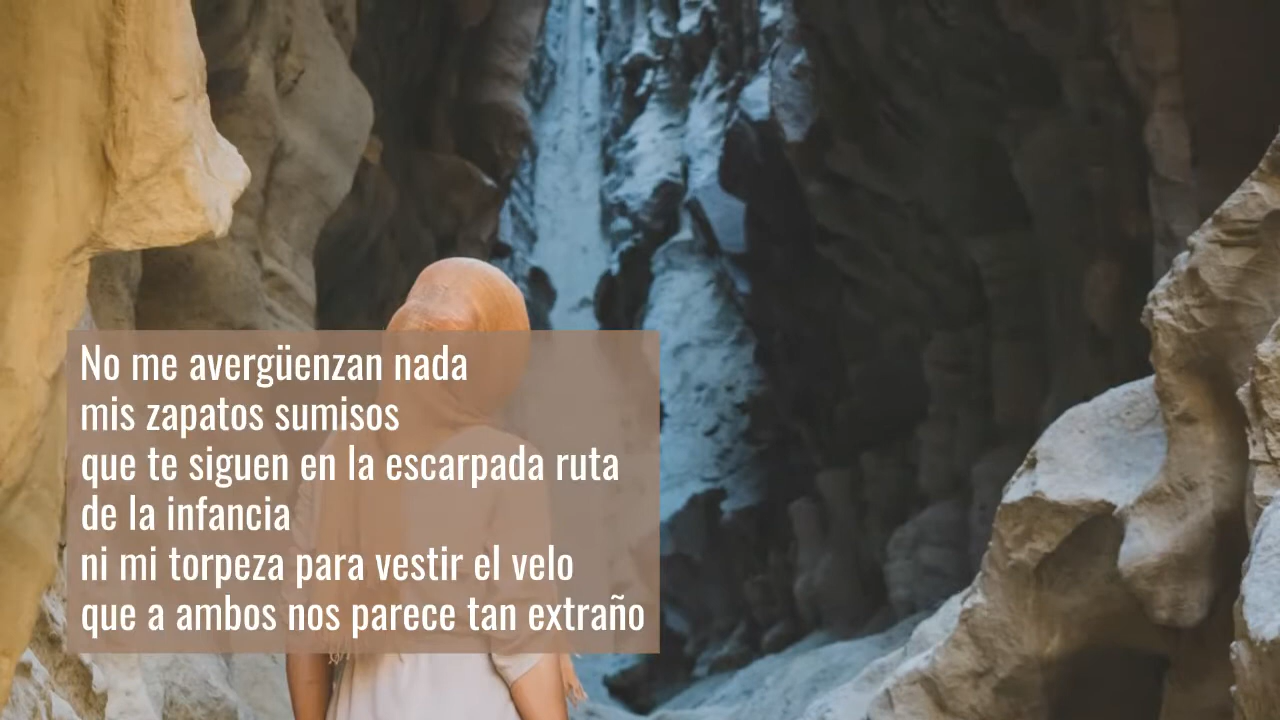 No me avergüenzan nada
mis zapatos sumisos
que te siguen en la escarpada ruta
de la infancia
ni mi torpeza para vestir el velo
que a ambos nos parece tan extraño